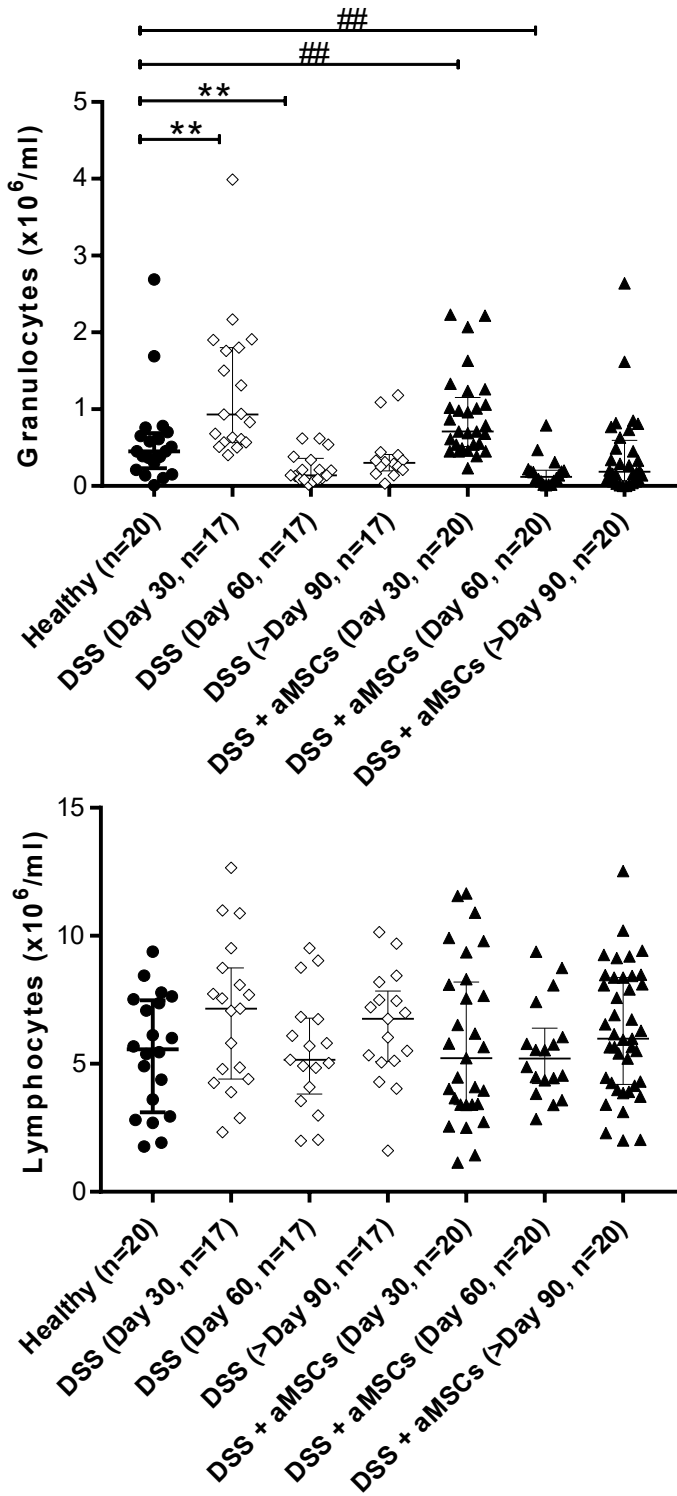 ##
##
**
**
5
4
3
2
1
0
Granulocytes (x10⁶/ml)
Healthy (n=20)
DSS (Day 30, n=17)
DSS (Day 60, n=17)
DSS (>Day 90, n=17)
DSS + aMSCs (Day 30, n=20)
DSS + aMSCs (Day 60, n=20)
DSS + aMSCs (>Day 90, n=20)
15
10
5
0
Lymphocytes (x10⁶/ml)
Healthy (n=20)
DSS (Day 30, n=17)
DSS (Day 60, n=17)
DSS (>Day 90, n=17)
DSS + aMSCs (Day 30, n=20)
DSS + aMSCs (Day 60, n=20)
DSS + aMSCs (>Day 90, n=20)